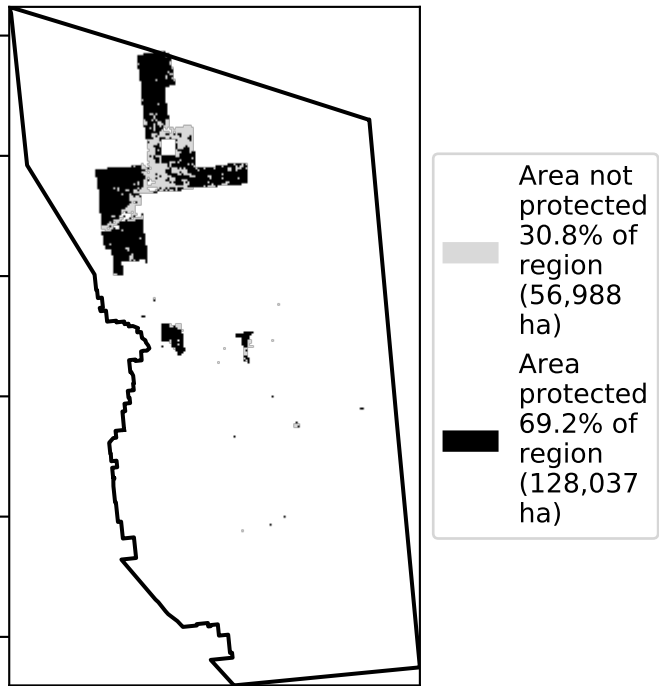 Area not
protected
30.8% of
region
(56,988
ha)
Area
protected
69.2% of
region
(128,037
ha)